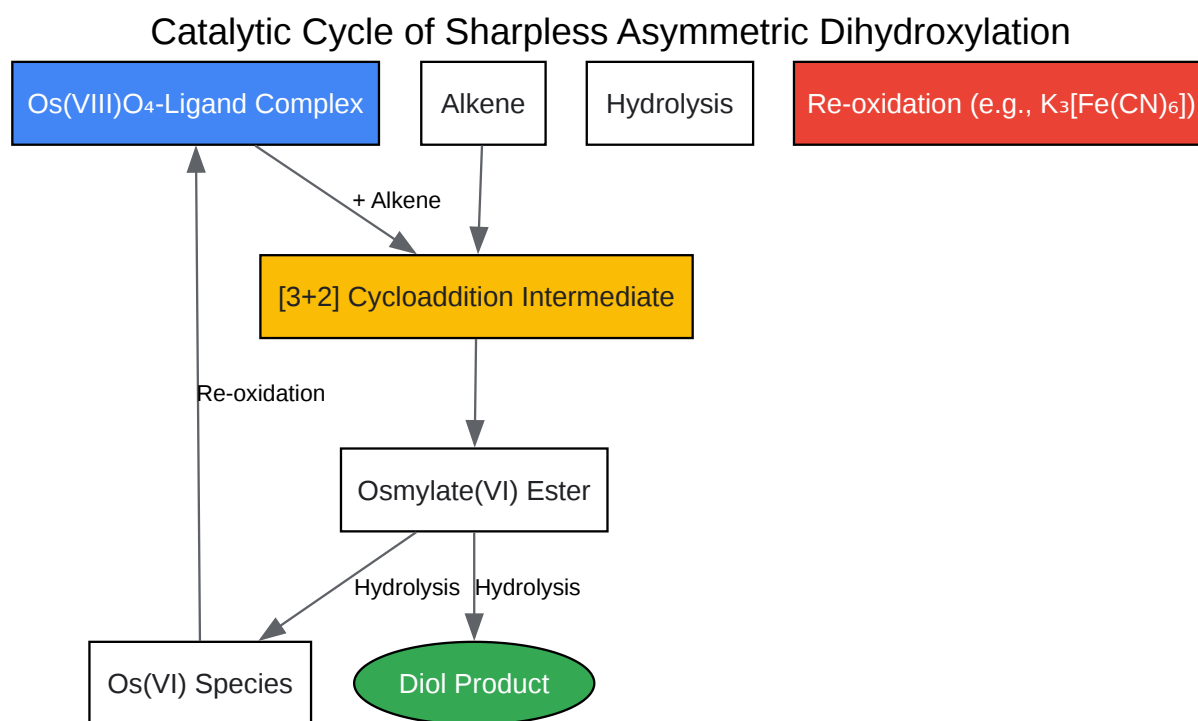 Catalytic Cycle of Sharpless Asymmetric Dihydroxylation
Os(VIII)O₄-Ligand Complex
Alkene
Hydrolysis
Re-oxidation (e.g., K₃[Fe(CN)₆])
+ Alkene
[3+2] Cycloaddition Intermediate
Re-oxidation
Osmylate(VI) Ester
Hydrolysis
Hydrolysis
Os(VI) Species
Diol Product